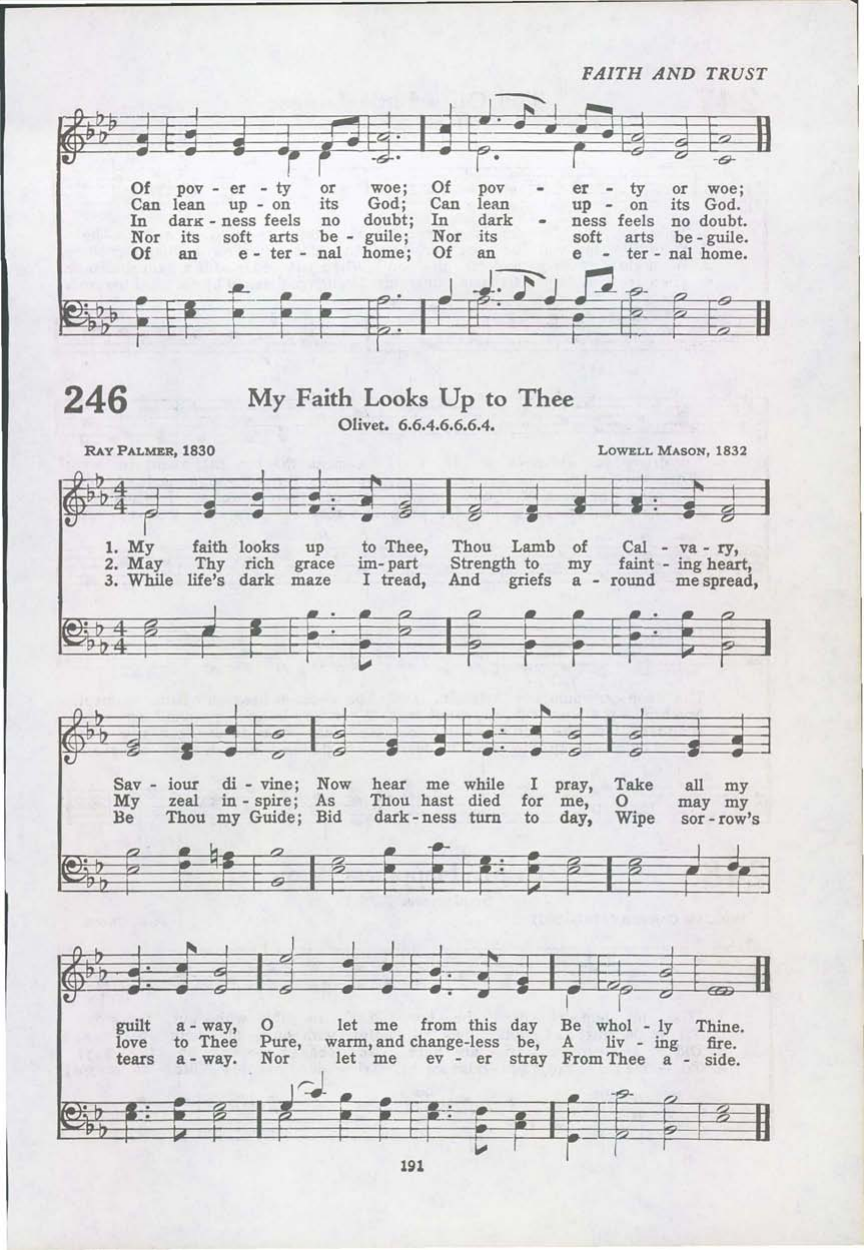 FAITH AND TRUST
Of pov - er - ty or woe; Of pov - er - ty or woe;
Can lean up - on its God; Can lean up - on its God.
In dark - ness feels no doubt; In dark - ness feels no doubt.
Nor its soft arts be - guile; Nor its soft arts be - guile.
Of an e - ter - nal home; Of an e - ter - nal home.
246 My Faith Looks Up to Thee
Olivet. 6.6.4.6.6.6.4.
RAY PALMER, 1830 LOWELL MASON, 1832
1. My faith looks up to Thee, Thou Lamb of Cal - va - ry,
2. May Thy rich grace im- part Strength to my faint - ing heart,
3. While life's dark maze I tread, And griefs a - round me spread,
Sav - iour di - vine; Now hear me while I pray, Take all my
My zeal in - spire; As Thou hast died for me, O may my
Be Thou my Guide; Bid dark - ness turn to day, Wipe sor - row's
guilt a - way, O let me from this day Be whol - ly Thine.
love to Thee Pure, warm, and change-less be, A liv - ing fire.
tears a - way. Nor let me ev - er stray From Thee a - side.
191